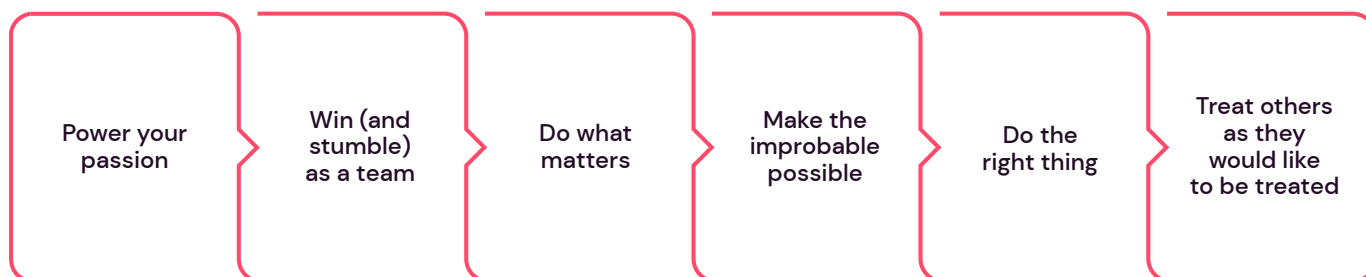 Power your
passion
Win (and
stumble)
as a team
Do what
matters
Make the
improbable
possible
Do the
right thing
Treat others
as they
would like
to be treated